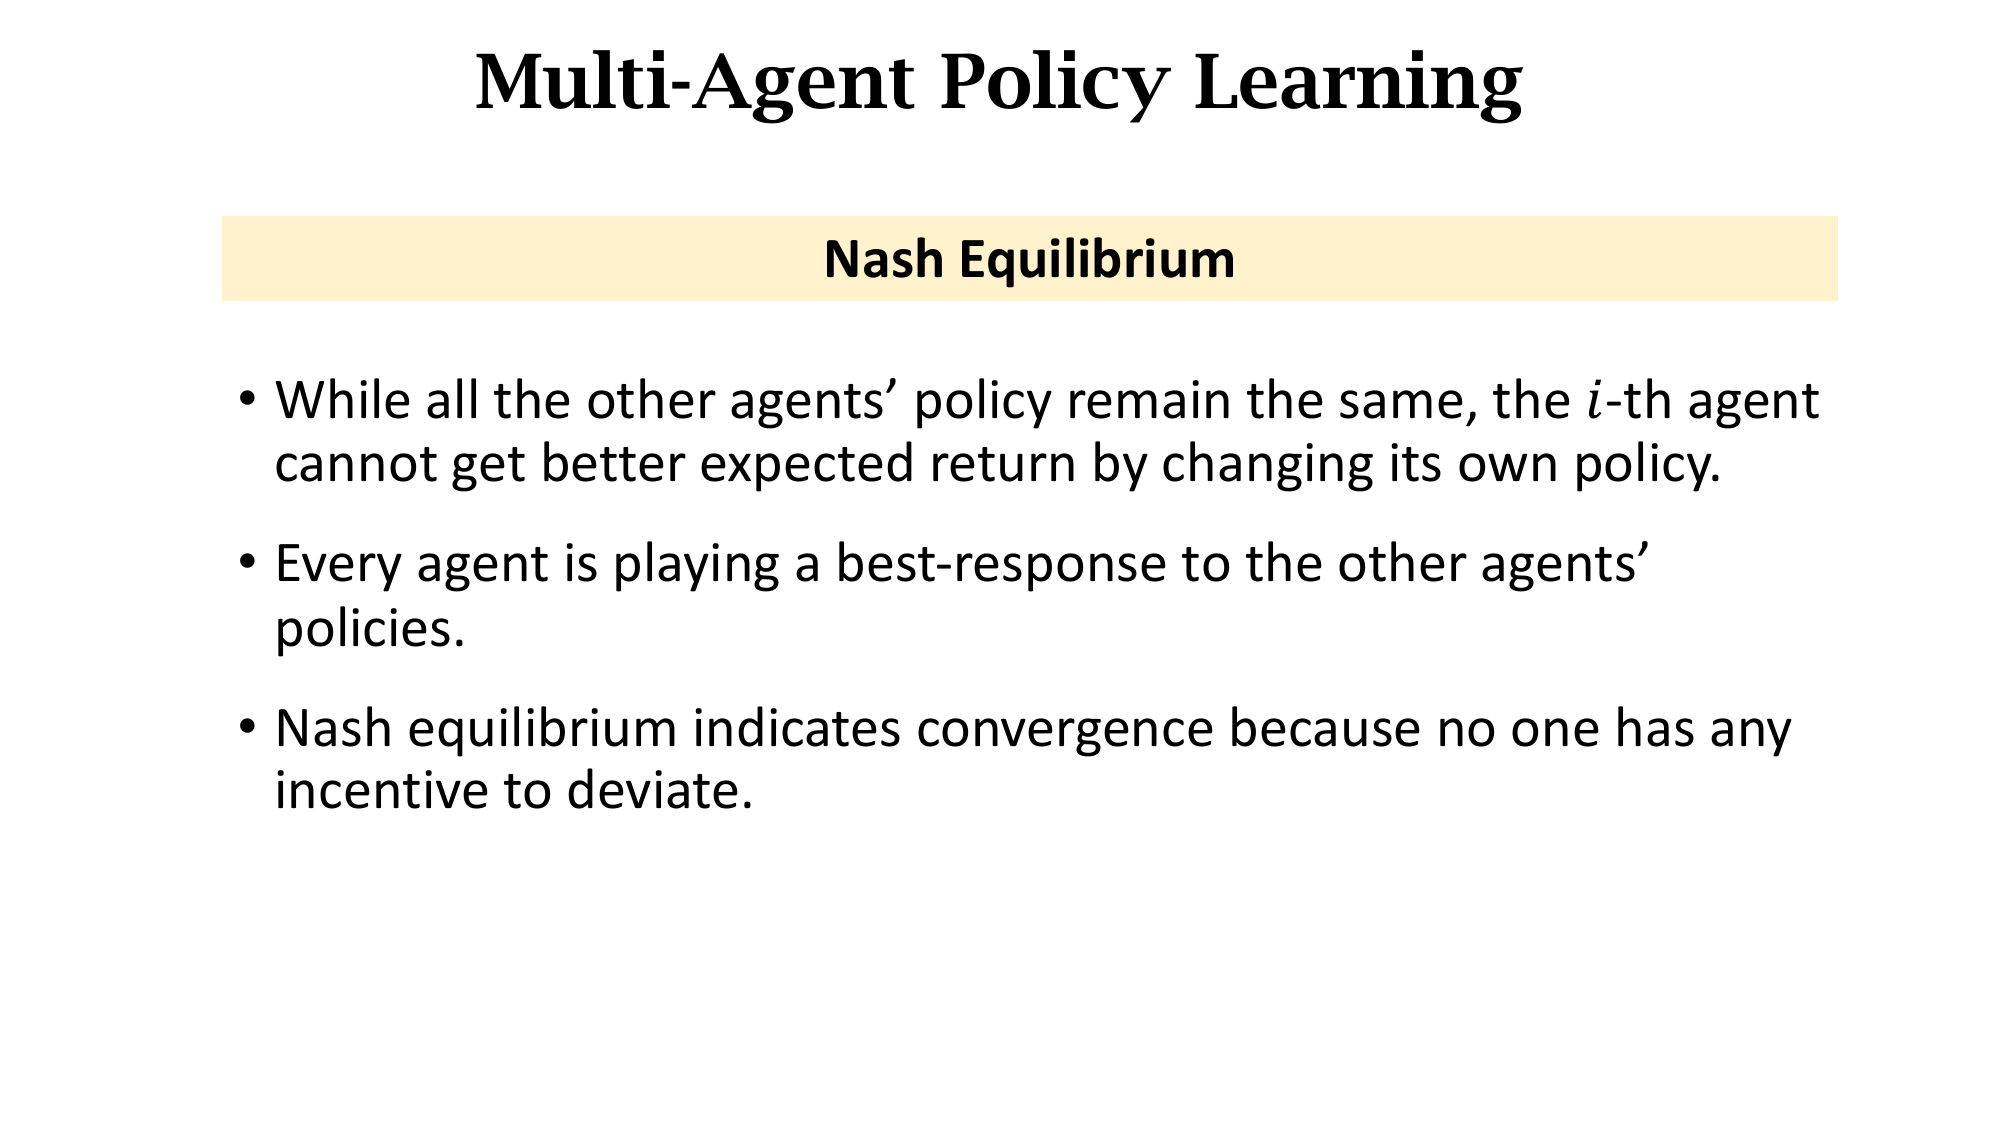 Multi-Agent Policy Learning
Nash Equilibrium
• While all the other agents’ policy remain the same, the 𝑖-th agent
cannot get better expected return by changing its own policy.
• Every agent is playing a best-response to the other agents’
policies.
• Nash equilibrium indicates convergence because no one has any
incentive to deviate.